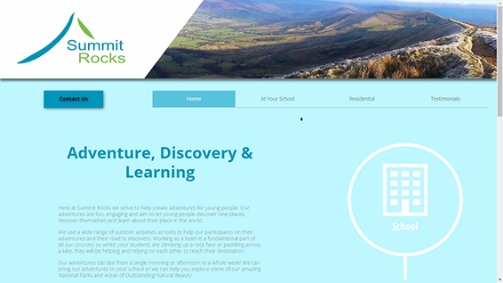 Summit
Rocks
Contact Us
Home
At Your School
Residential
Testimonials
Adventure, Discovery &
Learning
Here at Summit Rocks we strive to help create adventures for young people. Our
adventures are fun, engaging and aim to let young people discover new places,
discover themselves and learn about their place in the world.
We use a wide range of outdoor activities as tools to help our participants on their
adventures and their road to discovery. Working as a team is a fundamental part of
all our courses, so whilst your students are climbing up a rock face or paddling across
a lake, they will be helping and relying on each other to reach their destination.
Our adventures can last from a single morning or afternoon to a whole week! We can
bring our adventures to your school or we can help you explore some of our amazing
National Parks and Areas of Outstanding Natural Beauty.
School